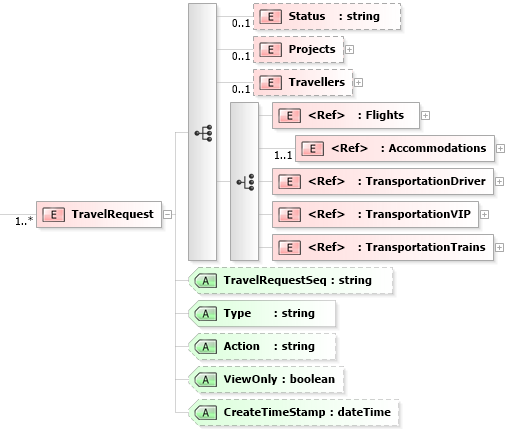 E Status : string
0..1
E Projects
0..1
E Travellers
0..1
E <Ref> : Flights
E <Ref> : Accommodations
1..1
E <Ref> : TransportationDriver
E TravelRequest
1..*
E <Ref> : TransportationVIP
E <Ref> : TransportationTrains
A TravelRequestSeq : string
A Type : string
A Action : string
A ViewOnly : boolean
A CreateTimeStamp : dateTime